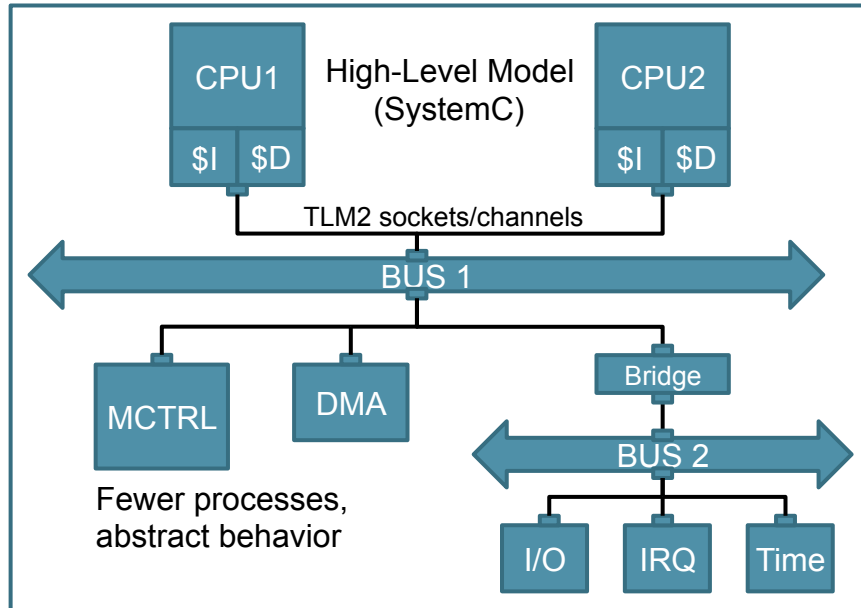 CPU1
High-Level Model
(SystemC)
CPU2
$I
$D
$I
$D
TLM2 sockets/channels
BUS 1
MCTRL
DMA
Bridge
BUS 2
Fewer processes,
abstract behavior
I/O
IRQ
Time